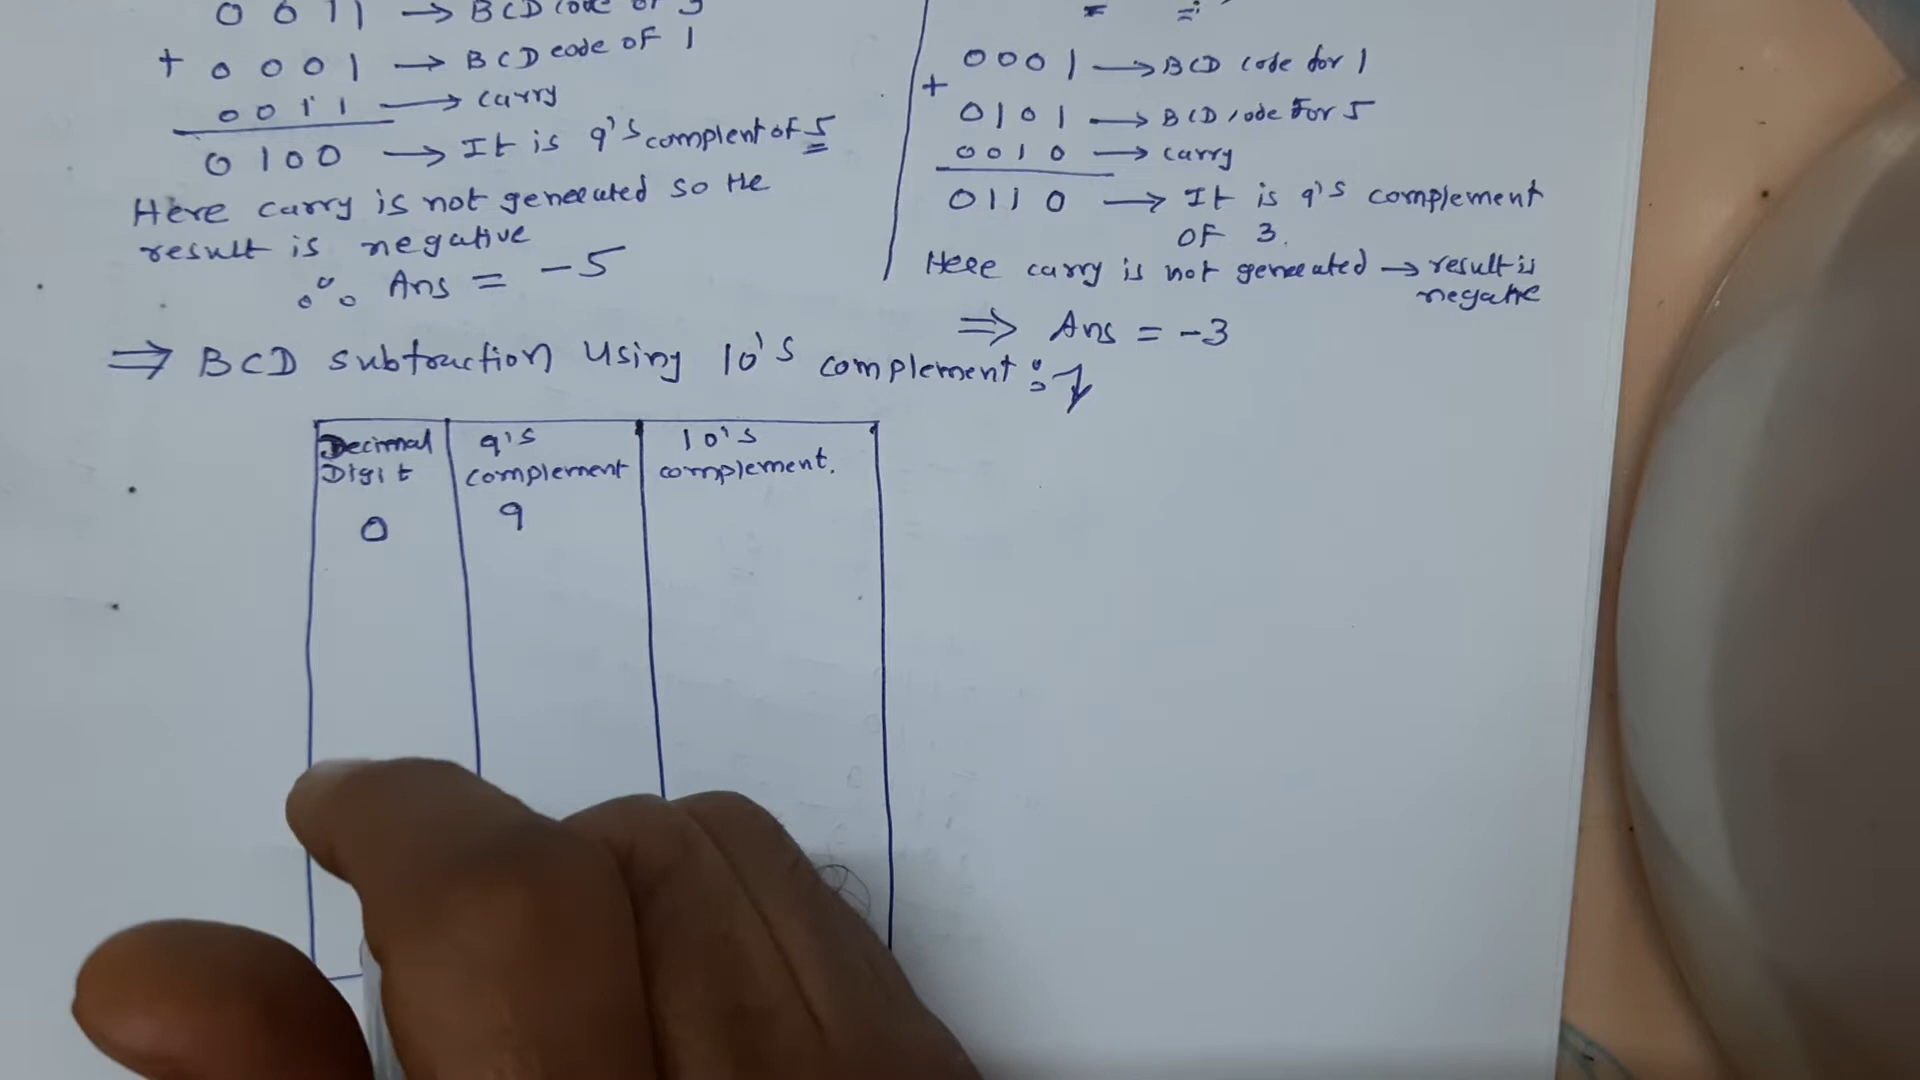 0 0 1 1 → BCD code of 3
+ 0 0 0 1 → BCD code of 1
0 0 1 1 → carry
0 1 0 0 → It is 9's complent of 5
Here carry is not generated so the
result is negative
∴ Ans = -5
0 0 0 1 → BCD code for 1
+
0 1 0 1 → BCD code for 5
0 0 1 0 → carry
0 1 1 0 → It is 9's complement
of 3.
Here carry is not generated → result is
negative
⇒ Ans = -3
⇒ BCD subtraction using 10's complement :-
Decimal Digit
9's complement
10's complement.
0
9